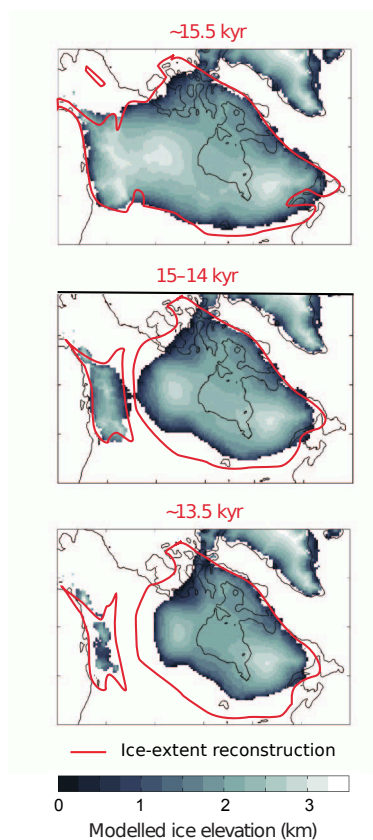 ~15.5 kyr
15–14 kyr
~13.5 kyr
Ice-extent reconstruction
0 1 2 3
Modelled ice elevation (km)